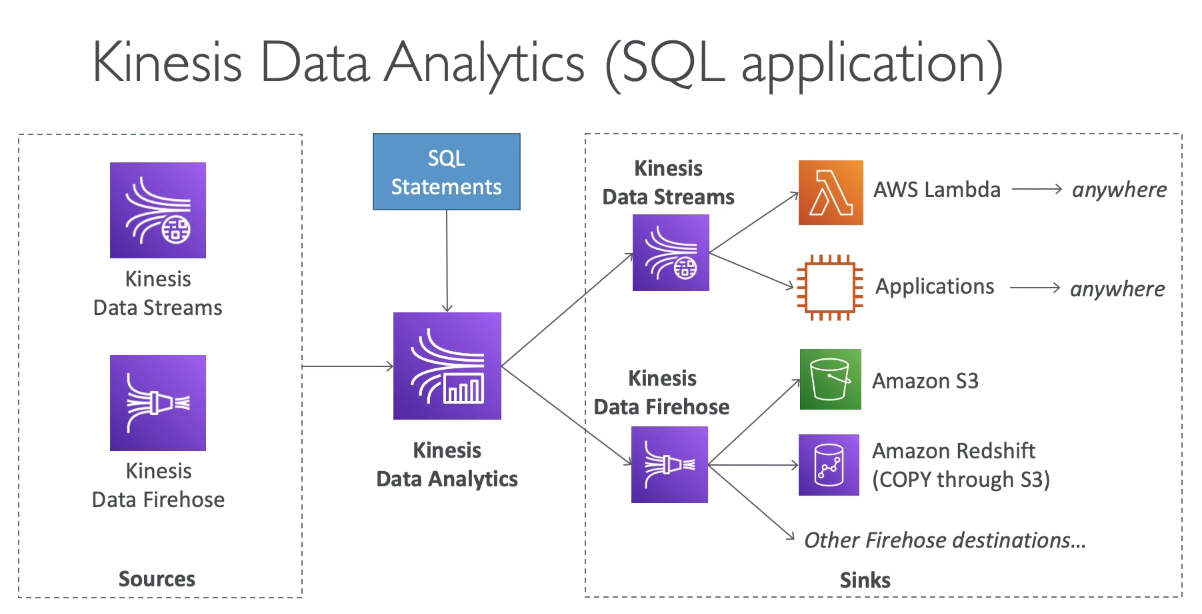 Kinesis Data Analytics (SQL application)
Kinesis
Data Streams
Kinesis
Data Firehose
Sources
SQL
Statements
Kinesis
Data Analytics
Kinesis
Data Streams
AWS Lambda
anywhere
Applications
anywhere
Kinesis
Data Firehose
Amazon S3
Amazon Redshift
(COPY through S3)
Other Firehose destinations...
Sinks